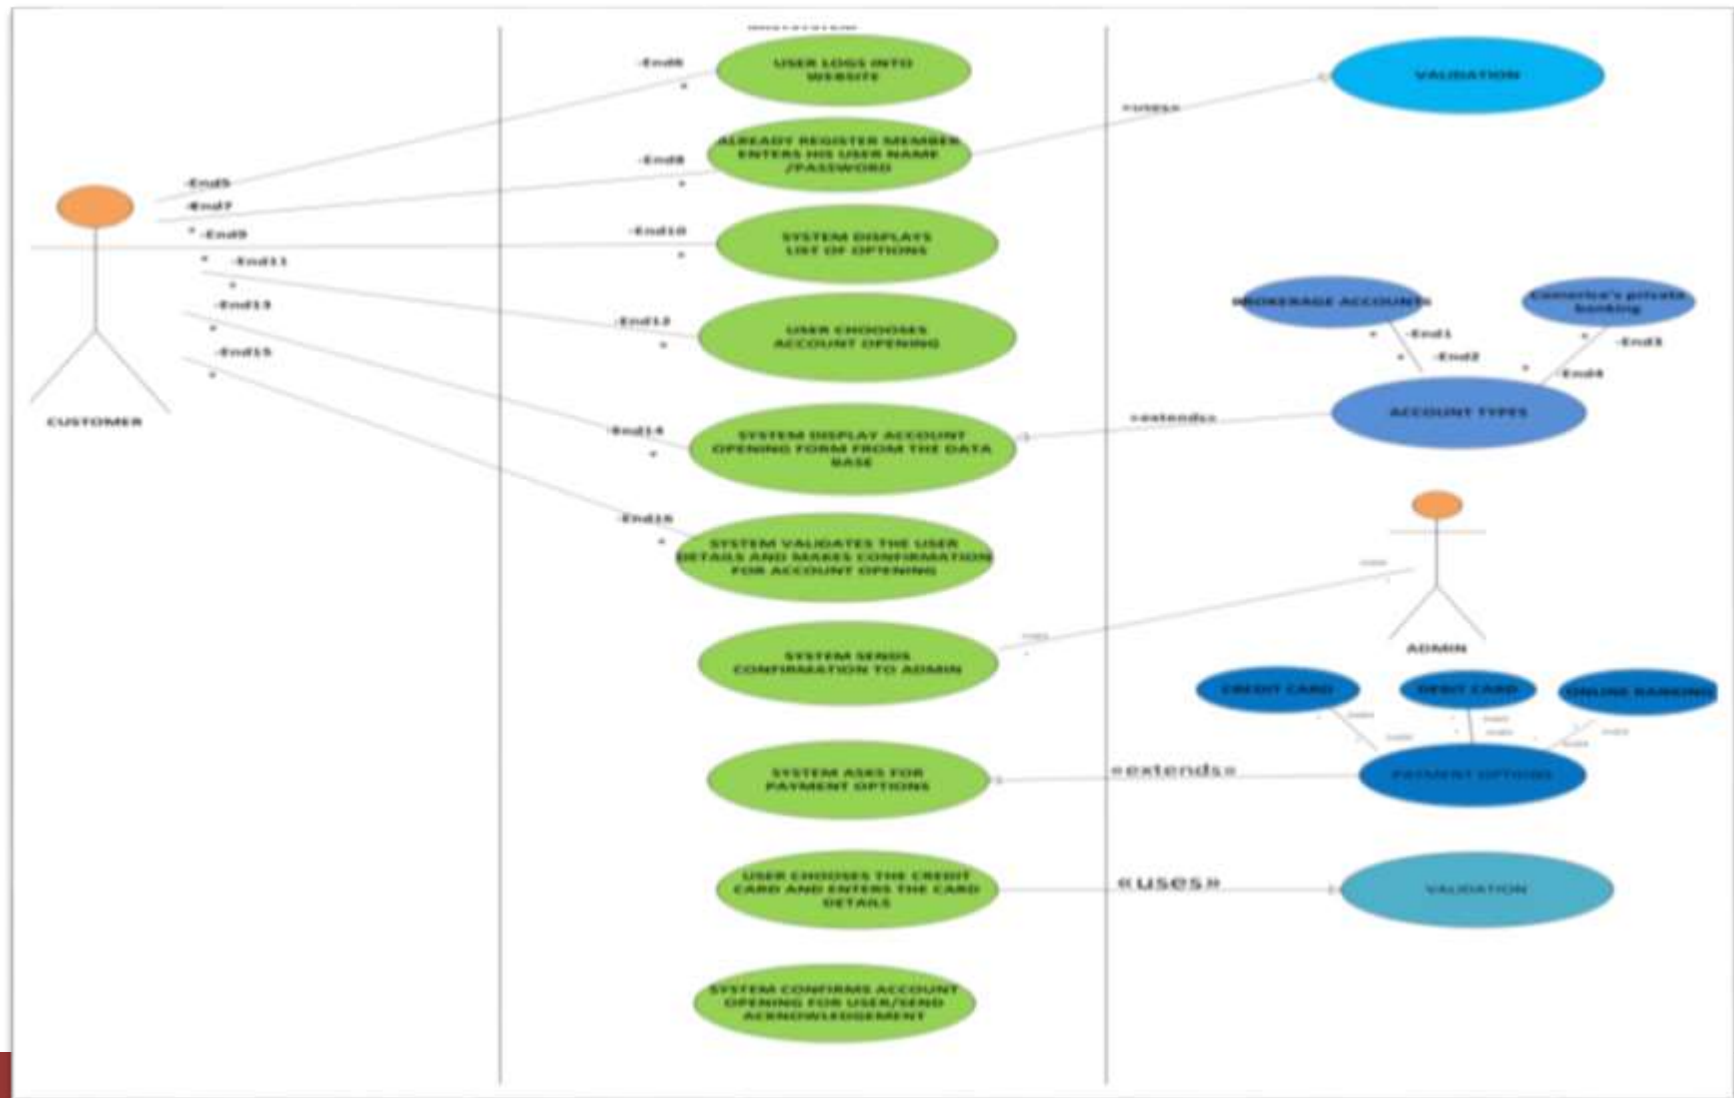 USER LOGS INTO
WEBSITE
-End6
*
VALIDATION
«uses»
ALREADY REGISTER MEMBER
ENTERS HIS USER NAME
/PASSWORD
-End8
*
-End5
-End7
*
-End9
*
-End11
*
-End10
*
SYSTEM DISPLAYS
LIST OF OPTIONS
-End13
*
-End12
*
USER CHOOOSES
ACCOUNT OPENING
BROKERAGE ACCOUNTS
Comerica's private
banking
* -End1
* -End2
* -End3
* -End4
-End15
*
CUSTOMER
-End14
*
SYSTEM DISPLAY ACCOUNT
OPENING FORM FROM THE DATA
BASE
«extends»
ACCOUNT TYPES
-End16
*
SYSTEM VALIDATES THE USER
DETAILS AND MAKES CONFIRMATION
FOR ACCOUNT OPENING
SYSTEM SENDS
CONFIRMATION TO ADMIN
ADMIN
CREDIT CARD
DEBIT CARD
ONLINE BANKING
SYSTEM ASKS FOR
PAYMENT OPTIONS
«extends»
PAYMENT OPTIONS
USER CHOOSES THE CREDIT
CARD AND ENTERS THE CARD
DETAILS
«uses»
VALIDATION
SYSTEM CONFIRMS ACCOUNT
OPENING FOR USER/SEND
ACKNOWLEDGEMENT